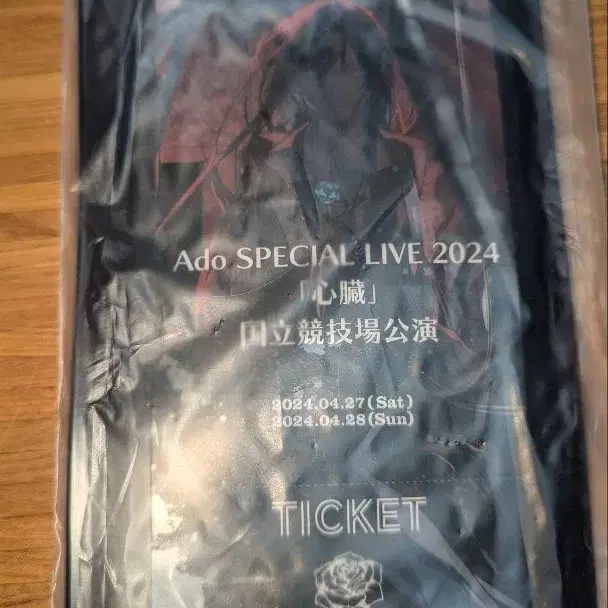 Ado SPECIAL LIVE 2024
「心臓」
国立競技場公演
2024.04.27(Sat)
2024.04.28(Sun)
TICKET